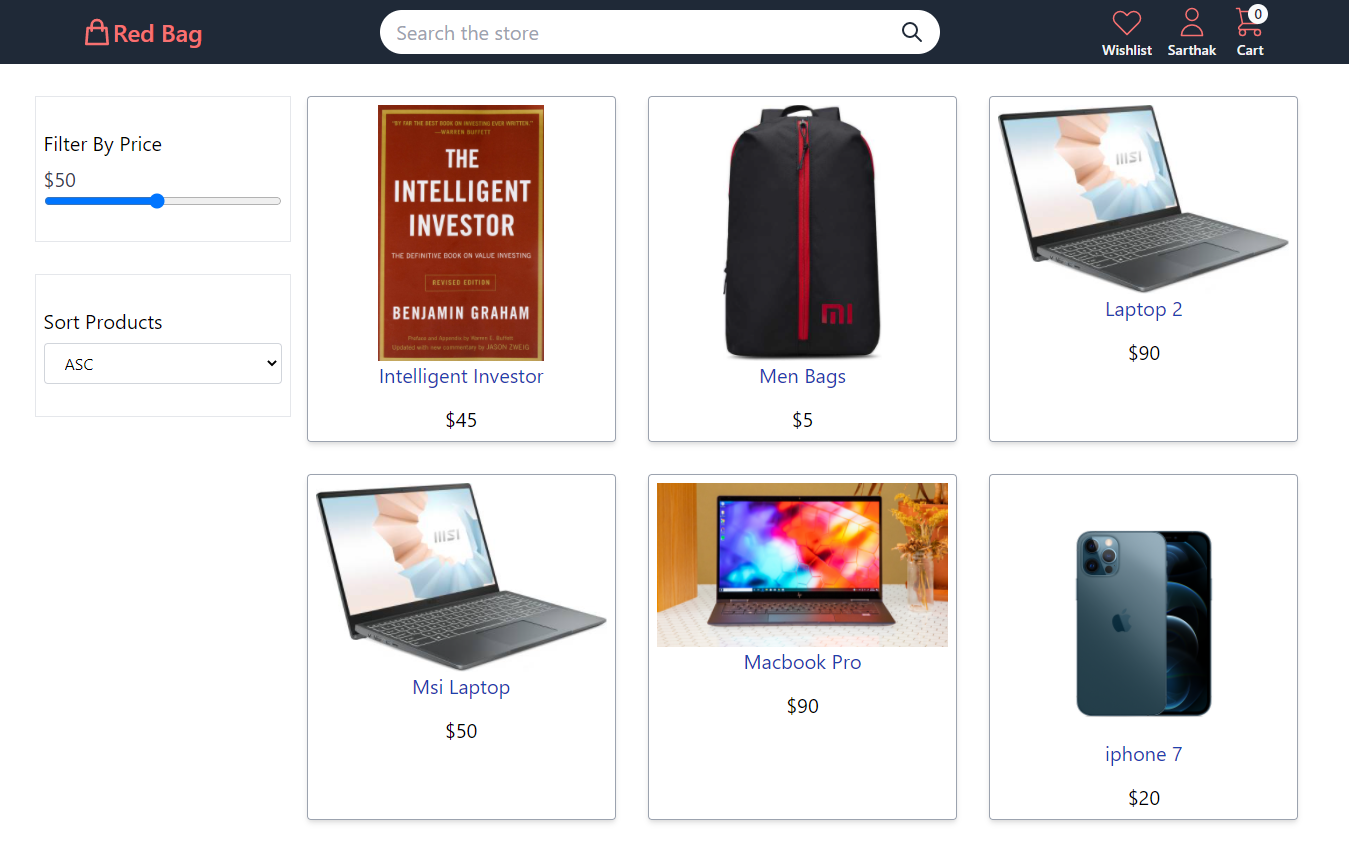 Red Bag
Search the store
0
Wishlist
Sarthak
Cart
Filter By Price
$50
Sort Products
ASC
"BY FAR THE BEST BOOK ON INVESTING EVER WRITTEN."
—WARREN BUFFETT
THE
INTELLIGENT
INVESTOR
THE DEFINITIVE BOOK ON VALUE INVESTING
REVISED EDITION
BENJAMIN GRAHAM
Preface and Appendix by Warren E. Buffett
Updated with new commentary by JASON ZWEIG
Intelligent Investor
$45
mi
Men Bags
$5
msi
Laptop 2
$90
msi
Msi Laptop
$50
Macbook Pro
$90
iphone 7
$20